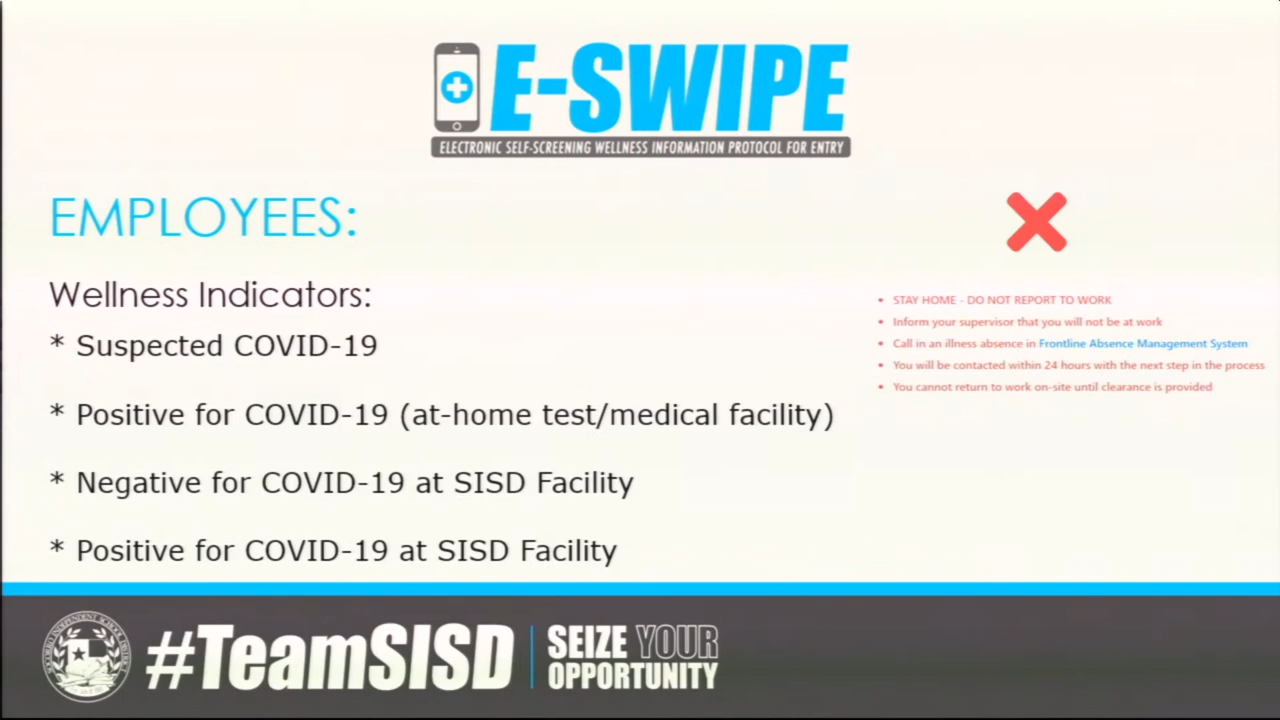 E-SWIPE
ELECTRONIC SELF-SCREENING WELLNESS INFORMATION PROTOCOL FOR ENTRY
EMPLOYEES:
Wellness Indicators:
* Suspected COVID-19
* Positive for COVID-19 (at-home test/medical facility)
* Negative for COVID-19 at SISD Facility
* Positive for COVID-19 at SISD Facility
• STAY HOME - DO NOT REPORT TO WORK
• Inform your supervisor that you will not be at work
• Call in an illness absence in Frontline Absence Management System
• You will be contacted within 24 hours with the next step in the process
• You cannot return to work on-site until clearance is provided
SOCORRO INDEPENDENT SCHOOL DISTRICT
#TeamSISD
SEIZE YOUR
OPPORTUNITY